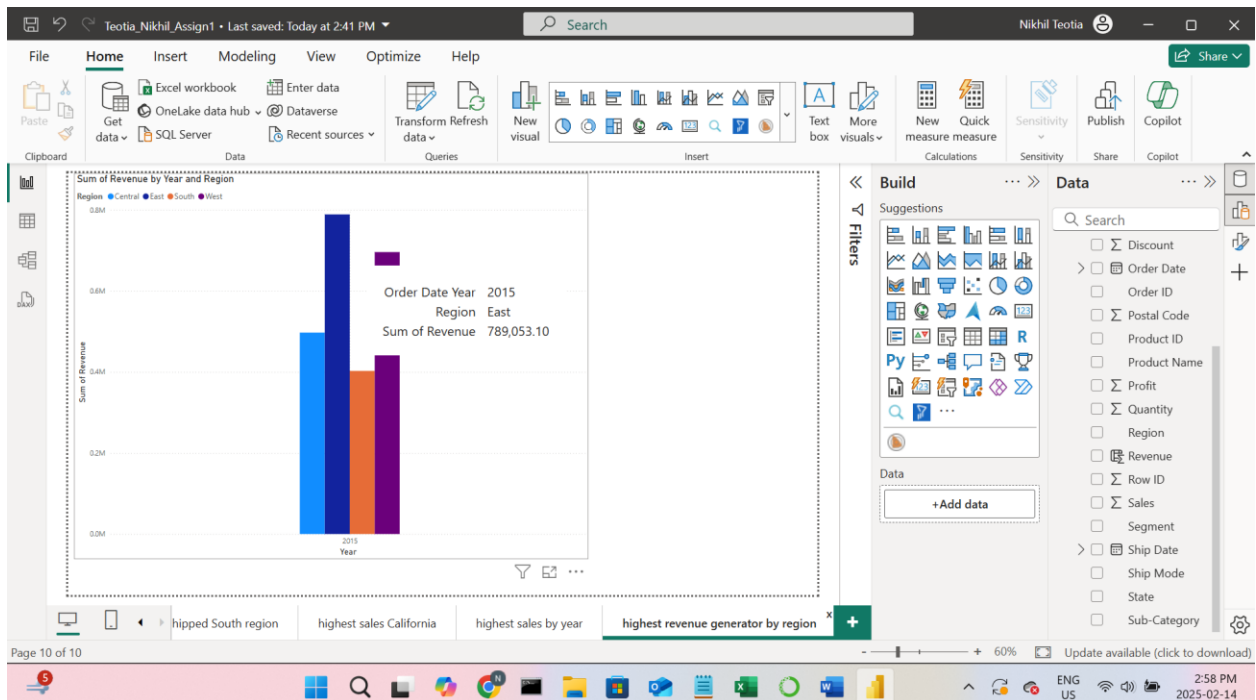 Teotia_Nikhil_Assign1 • Last saved: Today at 2:41 PM
Search
Nikhil Teotia
File Home Insert Modeling View Optimize Help
Share
Paste
Get data
Excel workbook
OneLake data hub
SQL Server
Enter data
Dataverse
Recent sources
Transform data
Refresh
New visual
Text box
More visuals
New measure
Quick measure
Sensitivity
Publish
Copilot
Clipboard
Data
Queries
Insert
Calculations
Sensitivity
Share
Copilot
Sum of Revenue by Year and Region
Region Central East South West
0.8M
0.6M
0.4M
0.2M
0.0M
Sum of Revenue
2015
Year
Order Date Year 2015
Region East
Sum of Revenue 789,053.10
Filters
Build
Suggestions
R
Py
123
Data
+Add data
Data
Search
Discount
Order Date
Order ID
Postal Code
Product ID
Product Name
Profit
Quantity
Region
Revenue
Row ID
Sales
Segment
Ship Date
Ship Mode
State
Sub-Category
hipped South region
highest sales California
highest sales by year
highest revenue generator by region
Page 10 of 10
60%
Update available (click to download)
5
N
ENG
US
2:58 PM
2025-02-14